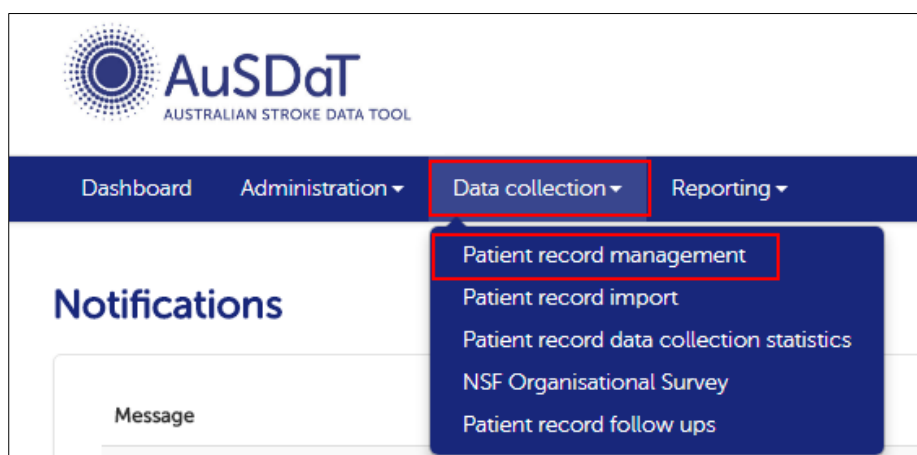 AuSDaT
AUSTRALIAN STROKE DATA TOOL
Dashboard Administration Data collection Reporting
Patient record management
Patient record import
Patient record data collection statistics
NSF Organisational Survey
Patient record follow ups
Notifications
Message